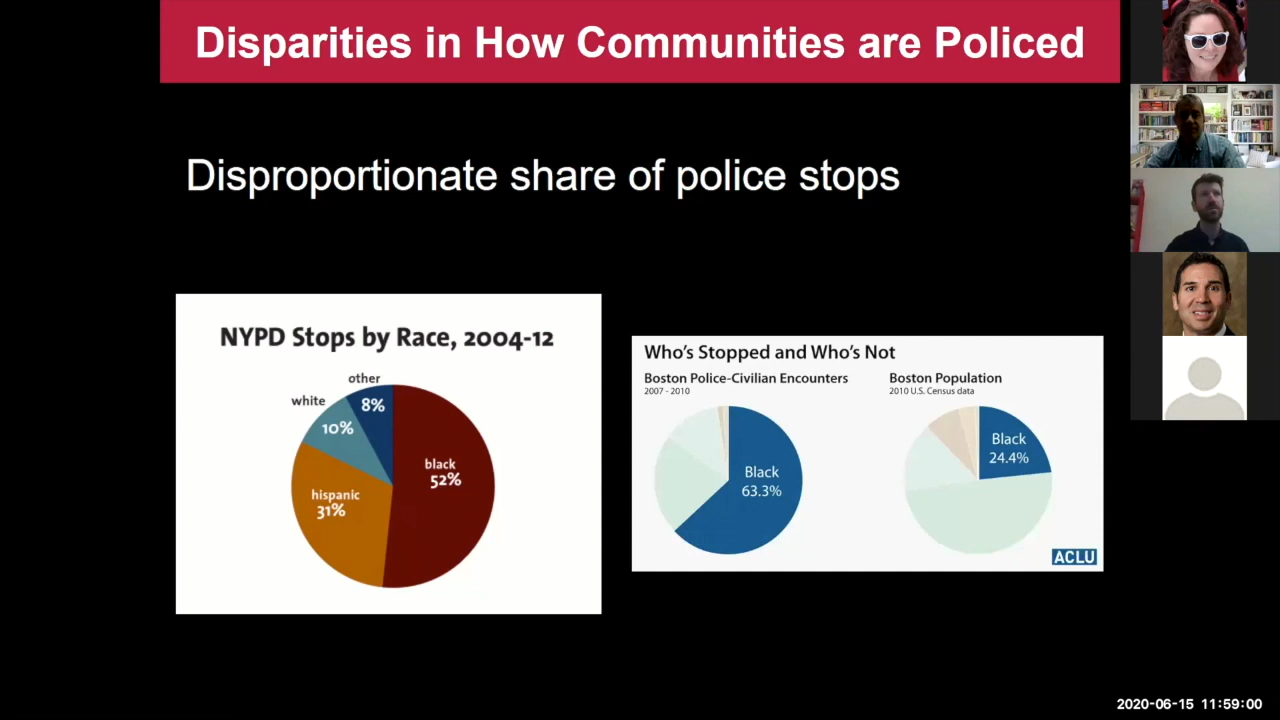 Disparities in How Communities are Policed
Disproportionate share of police stops
NYPD Stops by Race, 2004-12
other
8%
white
10%
black
52%
hispanic
31%
Who's Stopped and Who's Not
Boston Police-Civilian Encounters
2007 - 2010
Black
63.3%
Boston Population
2010 U.S. Census data
Black
24.4%
ACLU
2020-06-15 11:59:00